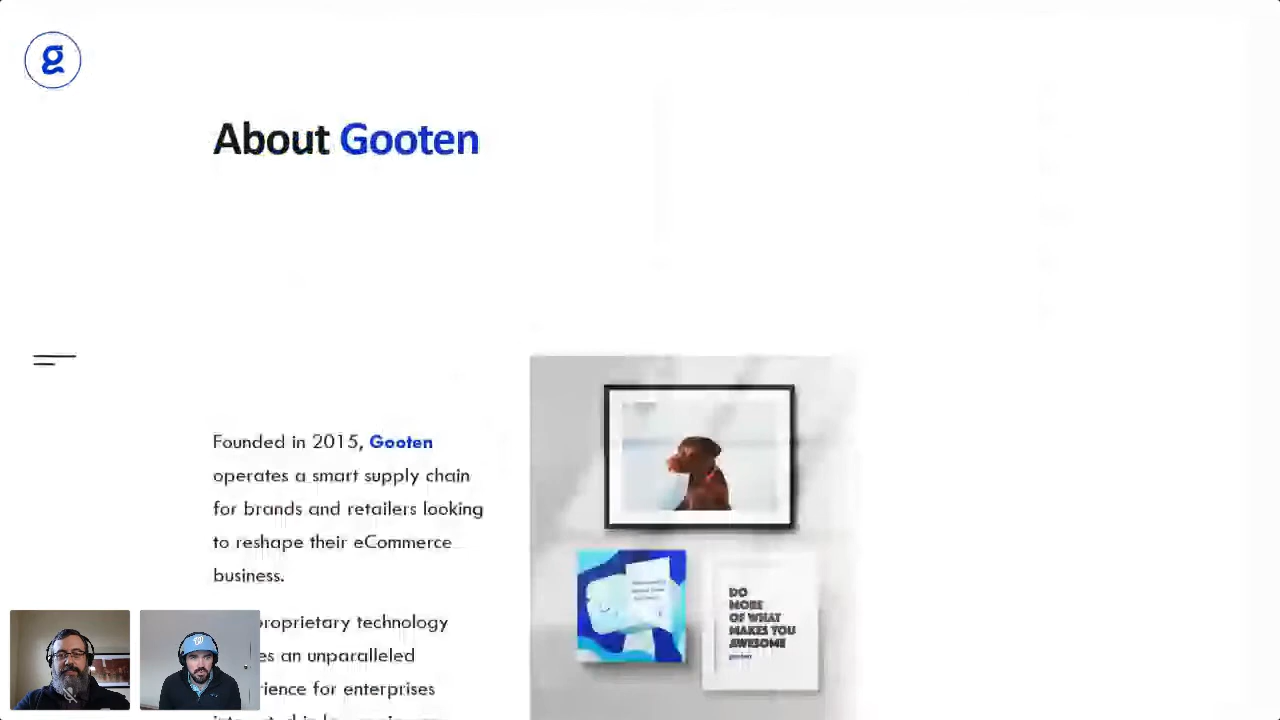 g
About Gooten
Founded in 2015, Gooten
operates a smart supply chain
for brands and retailers looking
to reshape their eCommerce
business.
proprietary technology
es an unparalleled
rience for enterprises
DO
MORE
OF WHAT
MAKES YOU
AWESOME
gooten